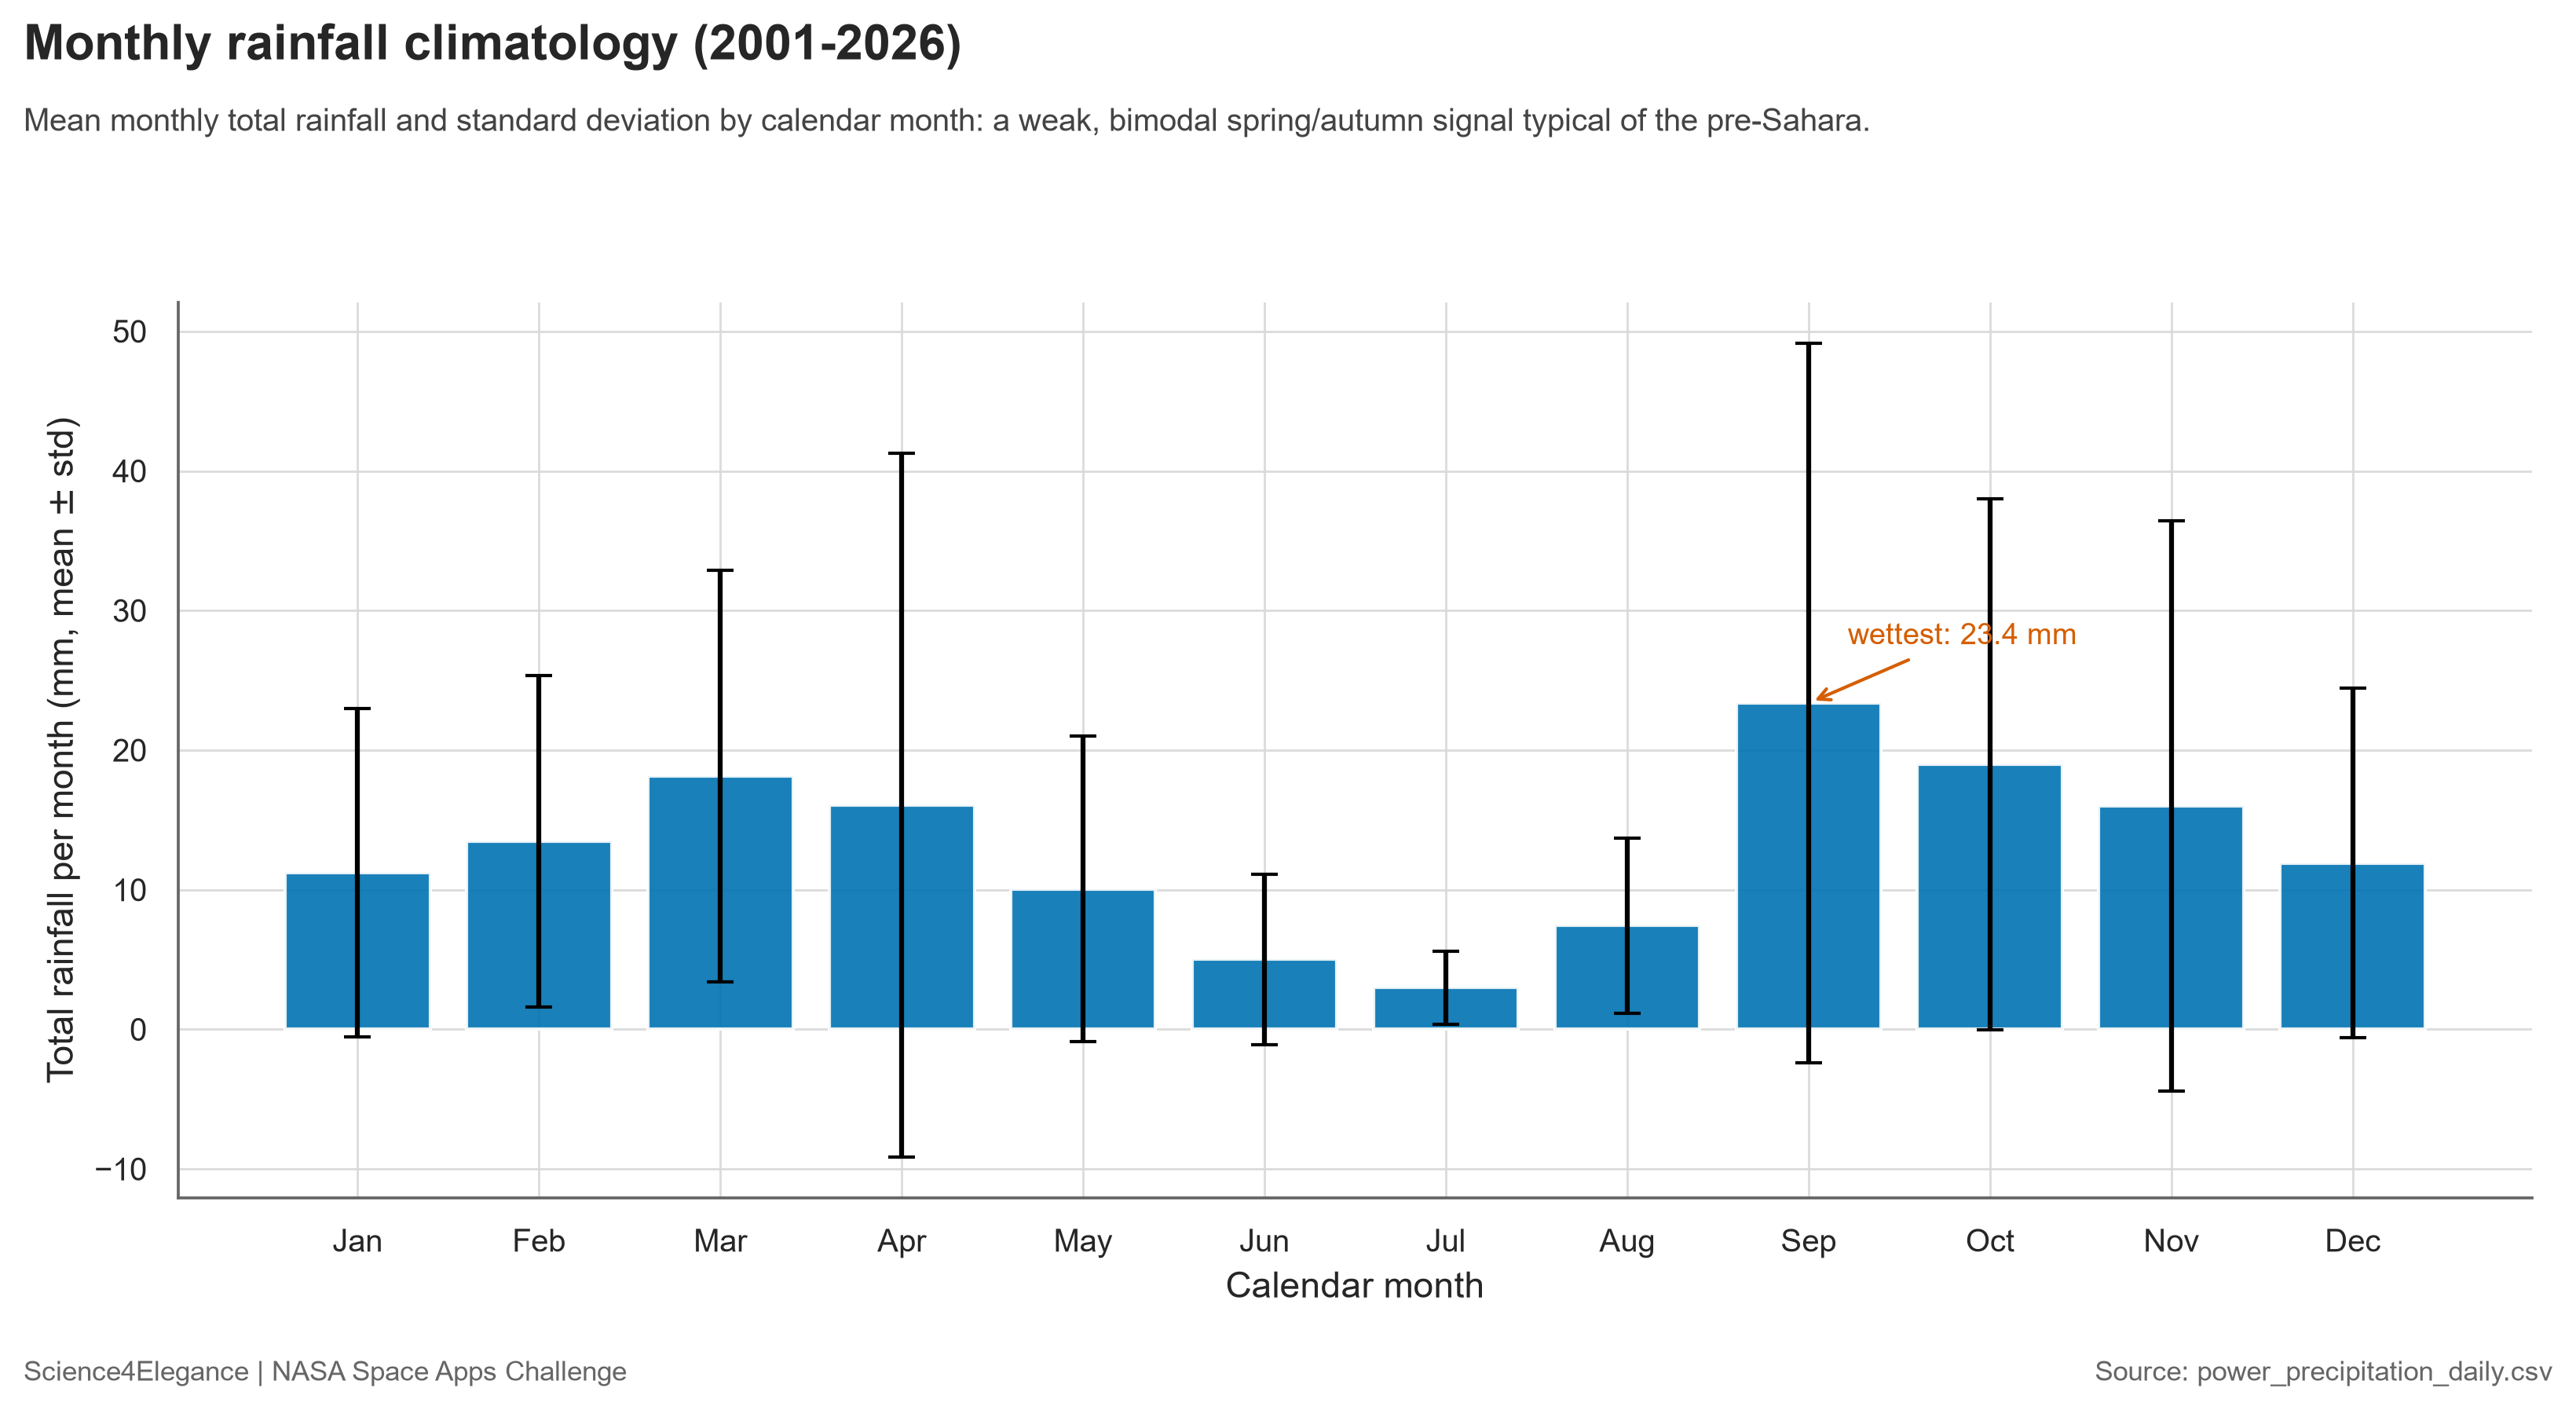 Monthly rainfall climatology (2001-2026)
Mean monthly total rainfall and standard deviation by calendar month: a weak, bimodal spring/autumn signal typical of the pre-Sahara.
Total rainfall per month (mm, mean ± std)
50
40
30
20
10
0
−10
wettest: 23.4 mm
Jan Feb Mar Apr May Jun Jul Aug Sep Oct Nov Dec
Calendar month
Science4Elegance | NASA Space Apps Challenge
Source: power_precipitation_daily.csv